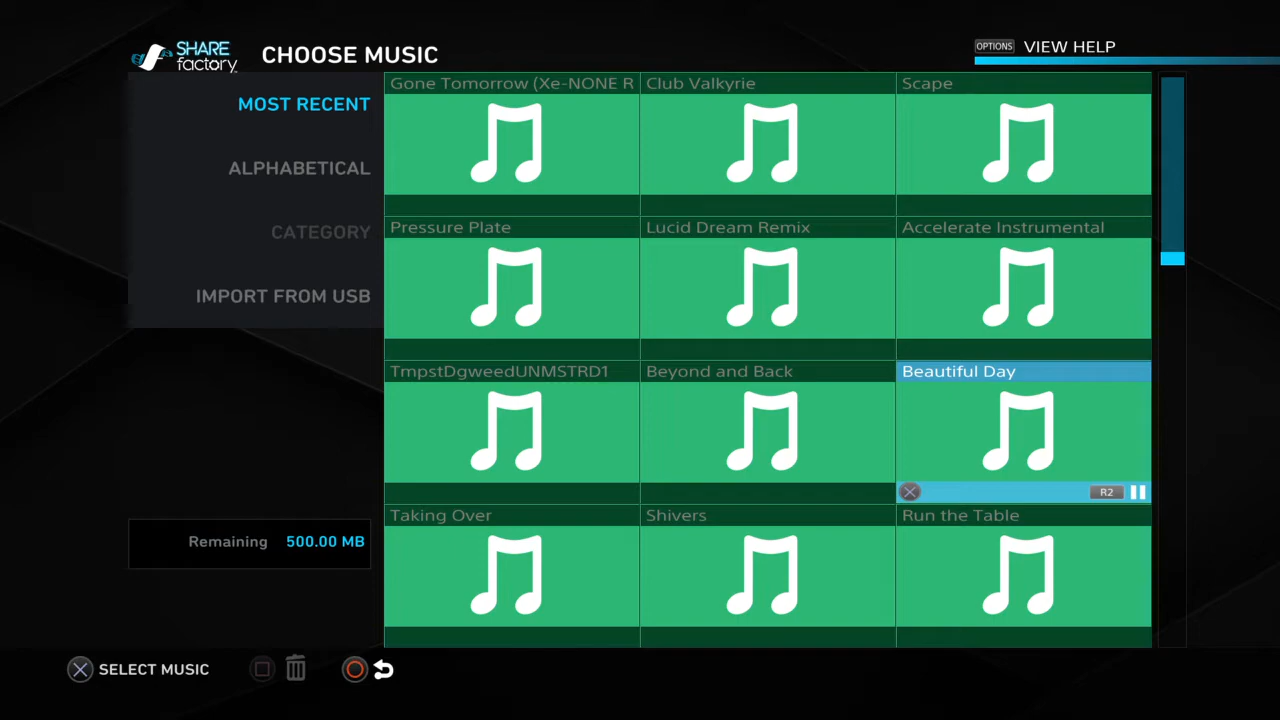 SHARE
factory™
CHOOSE MUSIC
OPTIONS VIEW HELP
MOST RECENT
ALPHABETICAL
CATEGORY
IMPORT FROM USB
Remaining 500.00 MB
Gone Tomorrow (Xe-NONE R
Club Valkyrie
Scape
Pressure Plate
Lucid Dream Remix
Accelerate Instrumental
TmpstDgweedUNMSTRD1
Beyond and Back
Beautiful Day
R2
Taking Over
Shivers
Run the Table
SELECT MUSIC